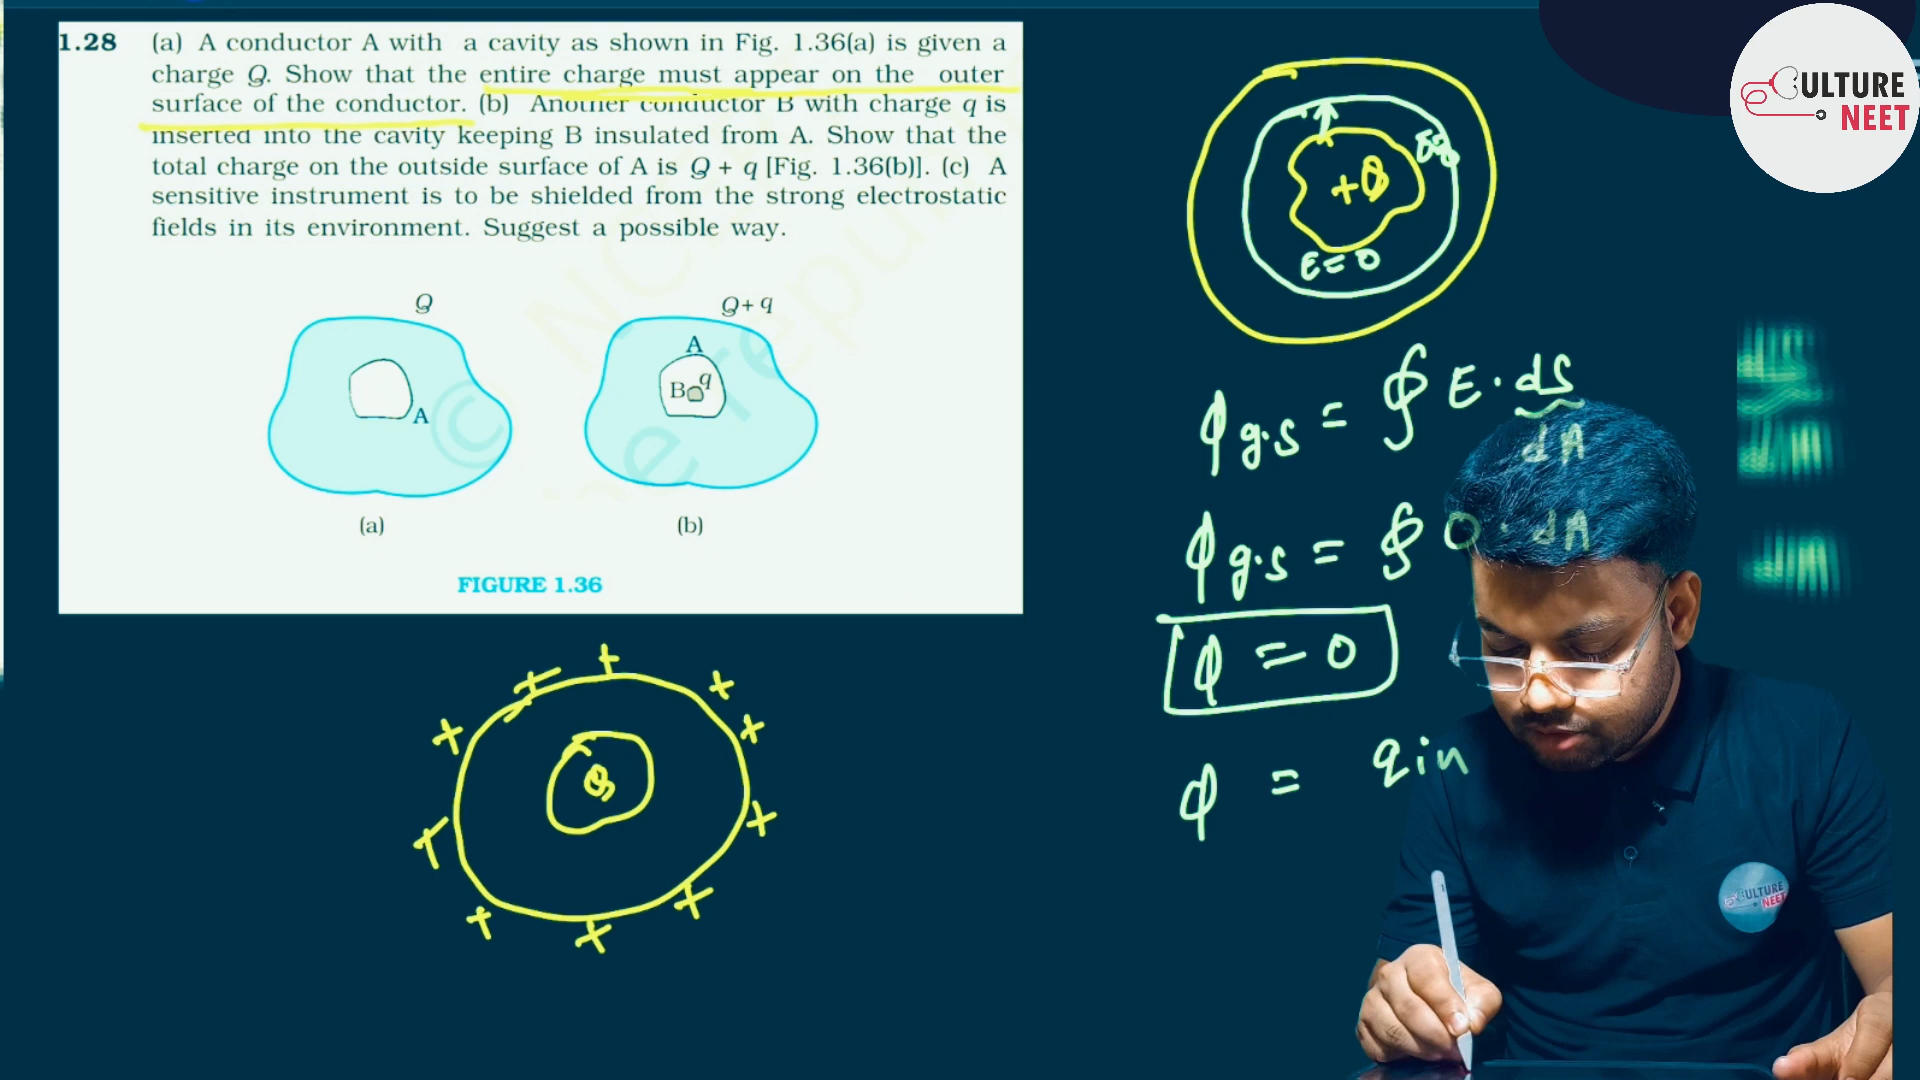 1.28 (a) A conductor A with a cavity as shown in Fig. 1.36(a) is given a
charge Q. Show that the entire charge must appear on the outer
surface of the conductor. (b) Another conductor B with charge q is
inserted into the cavity keeping B insulated from A. Show that the
total charge on the outside surface of A is Q + q [Fig. 1.36(b)]. (c) A
sensitive instrument is to be shielded from the strong electrostatic
fields in its environment. Suggest a possible way.
Q
A
(a)
Q+ q
A
B q
(b)
FIGURE 1.36
Q
+ + + + + + + + +
+Q
E=0
ϕ g.s = ∮ E . ds
dA
ϕ g.s = ∮ 0 . dA
ϕ = 0
ϕ = qin
CULTURE
NEET
CULTURE
NEET